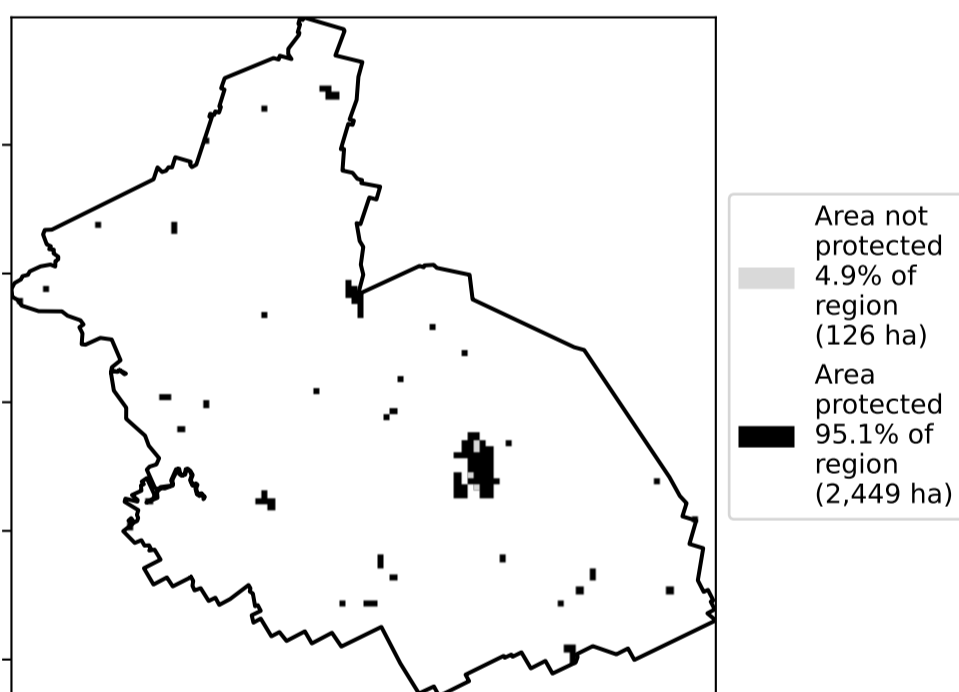 Area not
protected
4.9% of
region
(126 ha)
Area
protected
95.1% of
region
(2,449 ha)